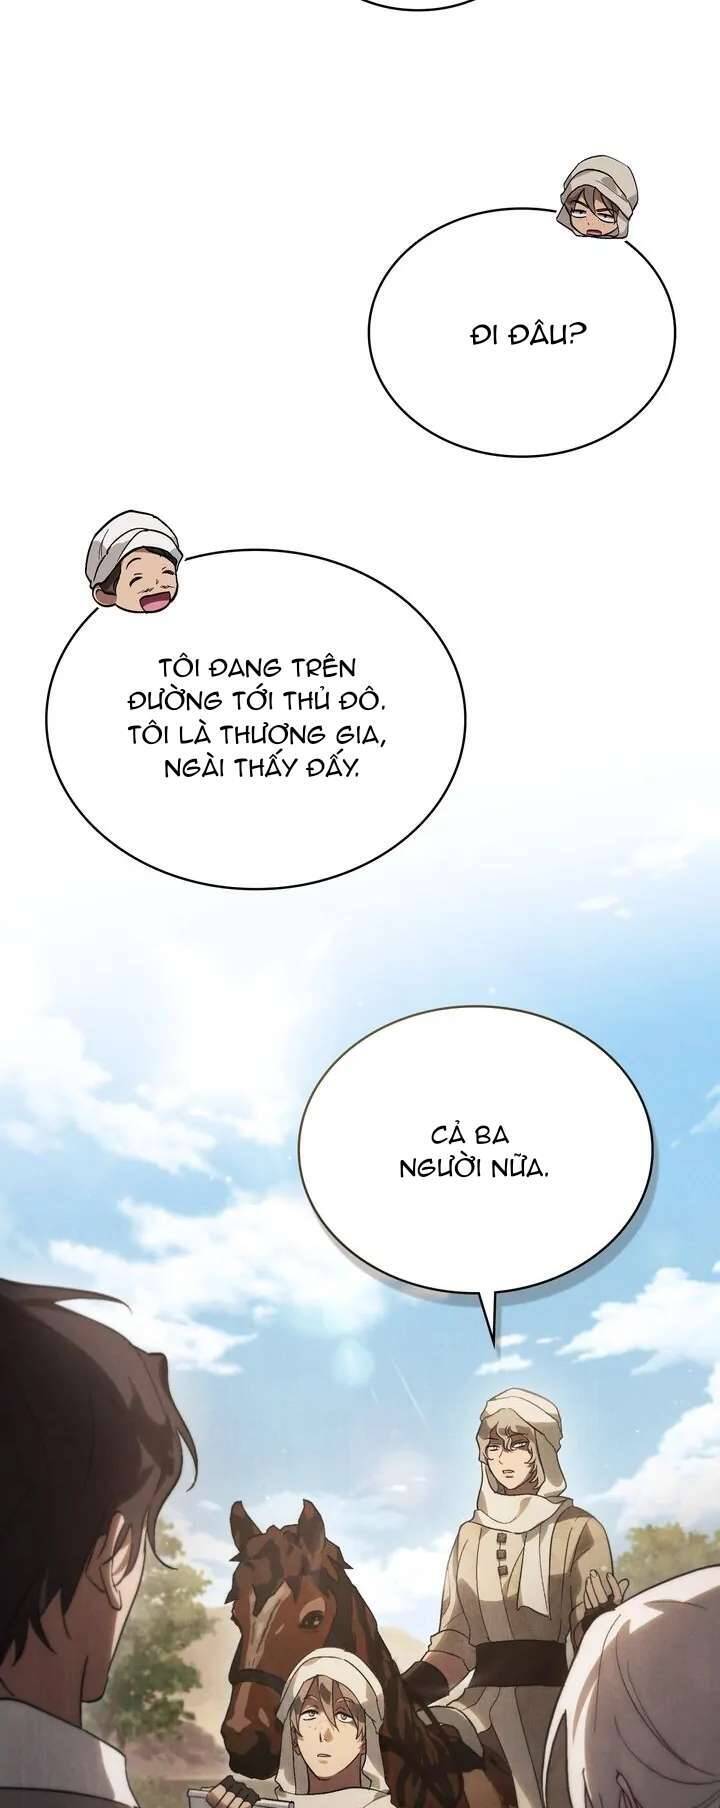 ĐI ĐÂU?
TÔI ĐANG TRÊN
ĐƯỜNG TỚI THỦ ĐÔ.
TÔI LÀ THƯƠNG GIA,
NGÀI THẤY ĐẤY.
CẢ BA
NGƯỜI NỮA.